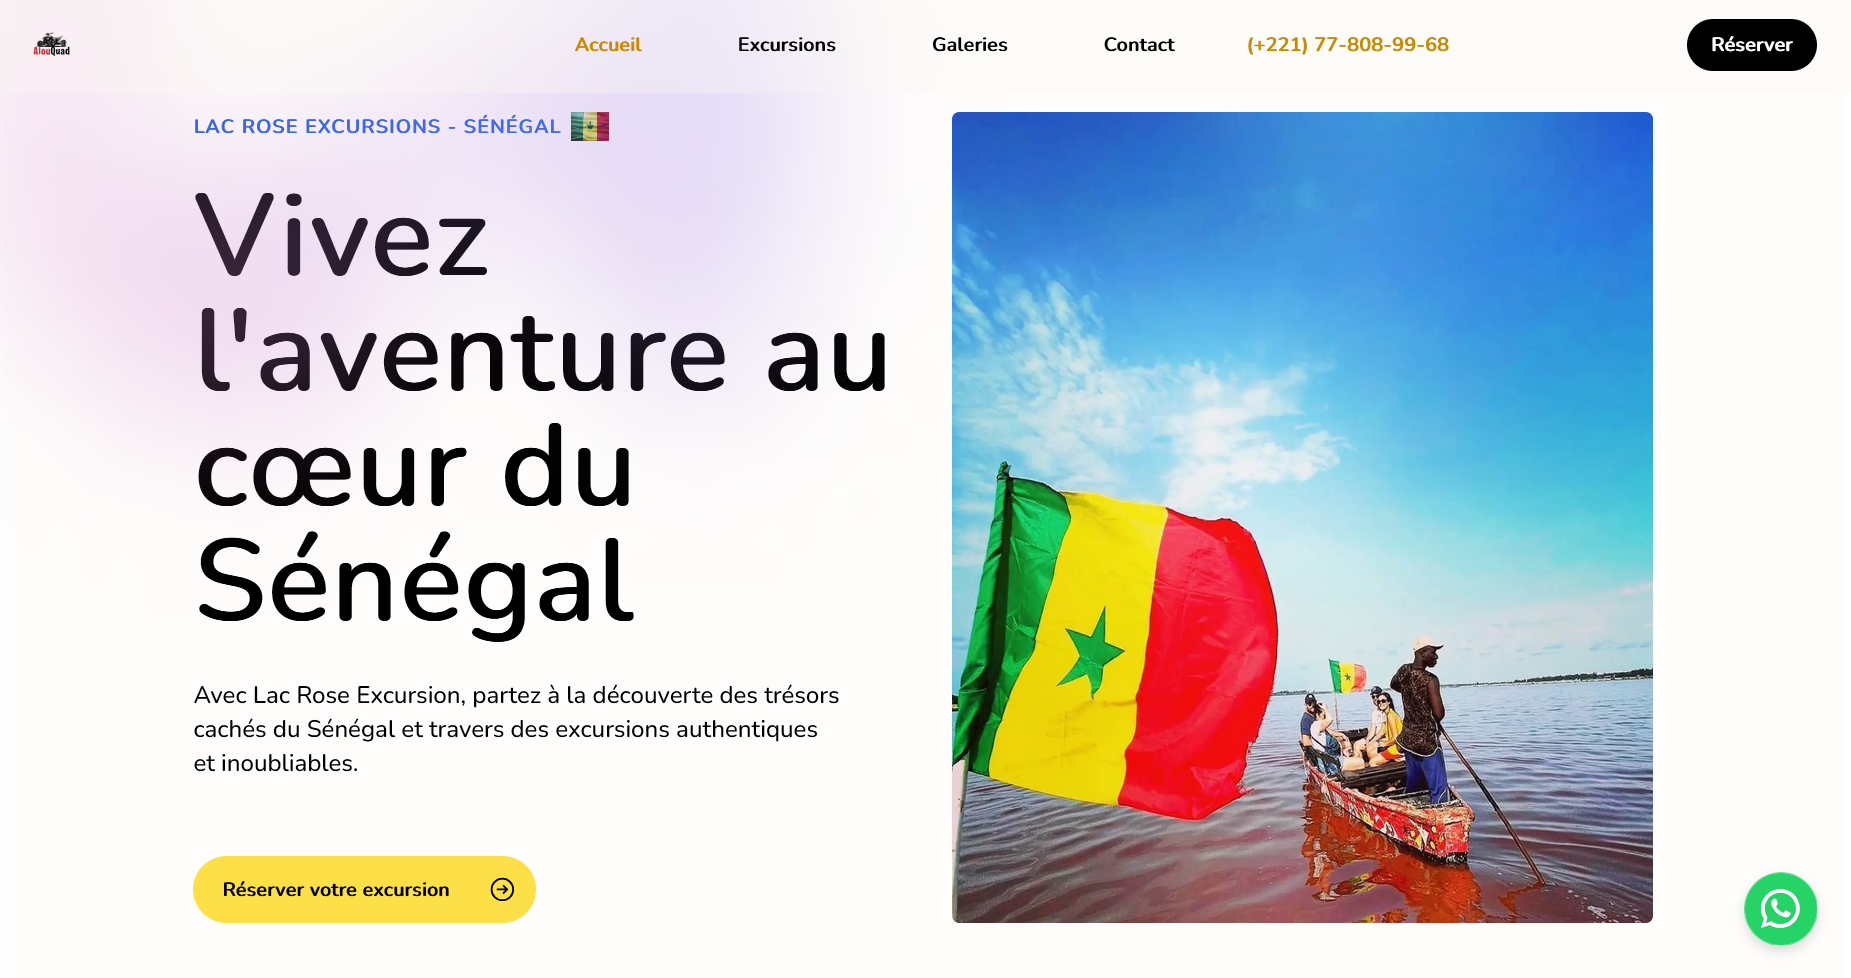 AlouQuad
Accueil
Excursions
Galeries
Contact
(+221) 77-808-99-68
Réserver
LAC ROSE EXCURSIONS - SÉNÉGAL
Vivez
l'aventure au
cœur du
Sénégal
Avec Lac Rose Excursion, partez à la découverte des trésors
cachés du Sénégal et travers des excursions authentiques
et inoubliables.
Réserver votre excursion